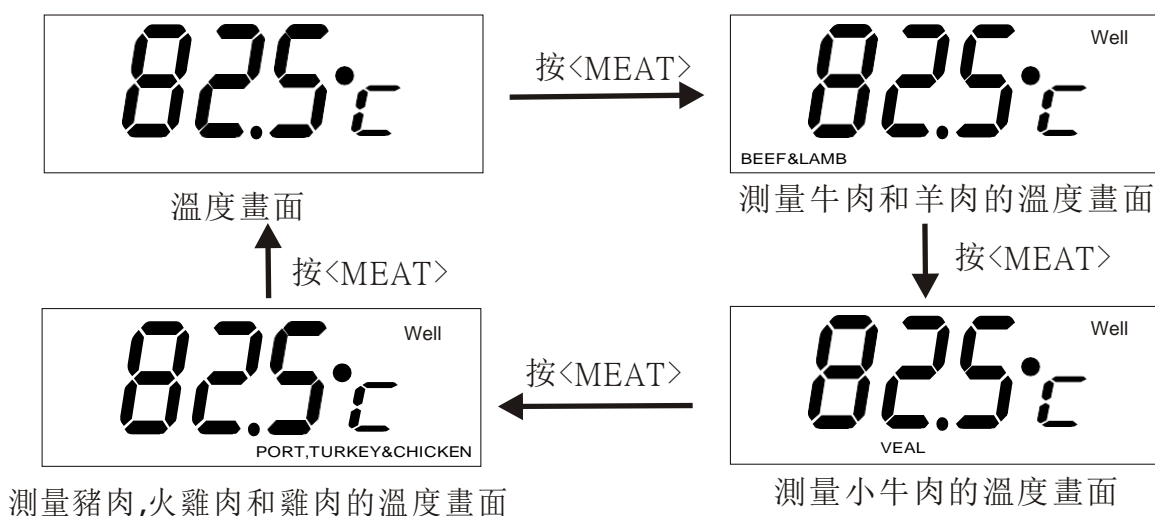 82.5°C
按<MEAT>
82.5°C Well
BEEF&LAMB
溫度畫面
測量牛肉和羊肉的溫度畫面
按<MEAT>
按<MEAT>
82.5°C Well
PORT,TURKEY&CHICKEN
按<MEAT>
82.5°C Well
VEAL
測量豬肉,火雞肉和雞肉的溫度畫面
測量小牛肉的溫度畫面